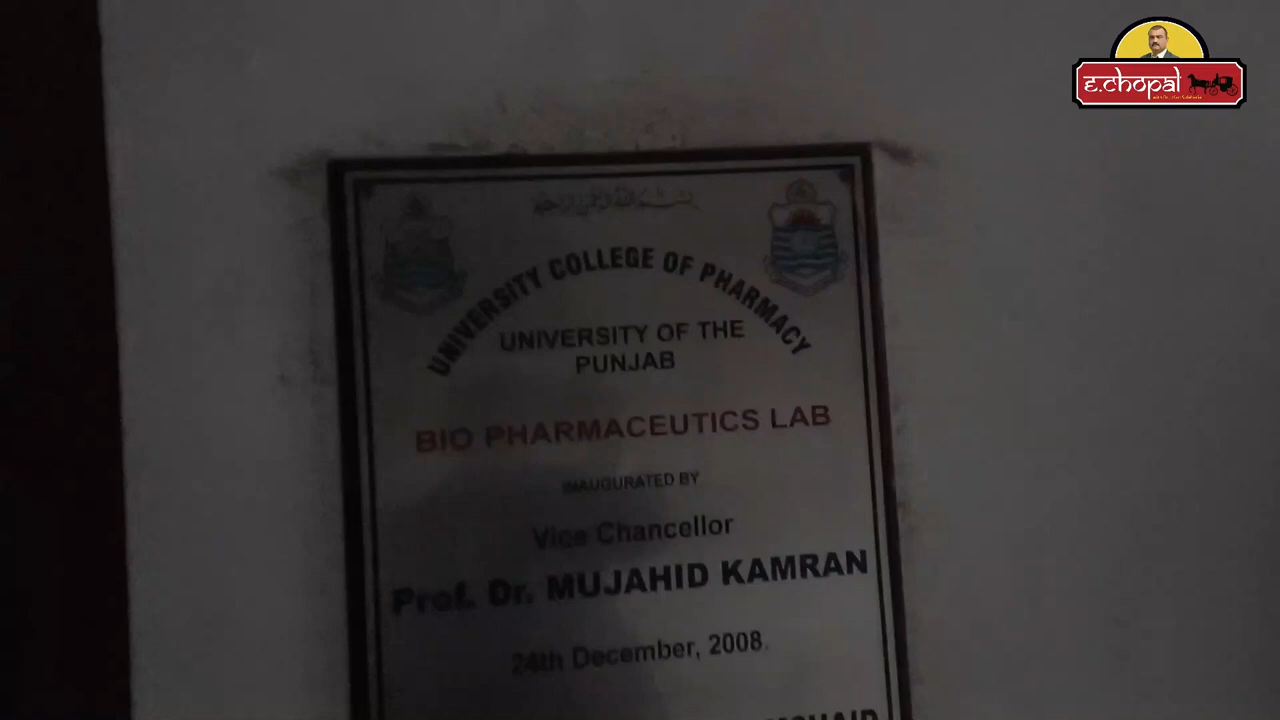 e.chopal
UNIVERSITY COLLEGE OF PHARMACY
UNIVERSITY OF THE
PUNJAB
BIO PHARMACEUTICS LAB
INAUGURATED BY
Vice Chancellor
Prof. Dr. MUJAHID KAMRAN
24th December, 2008.